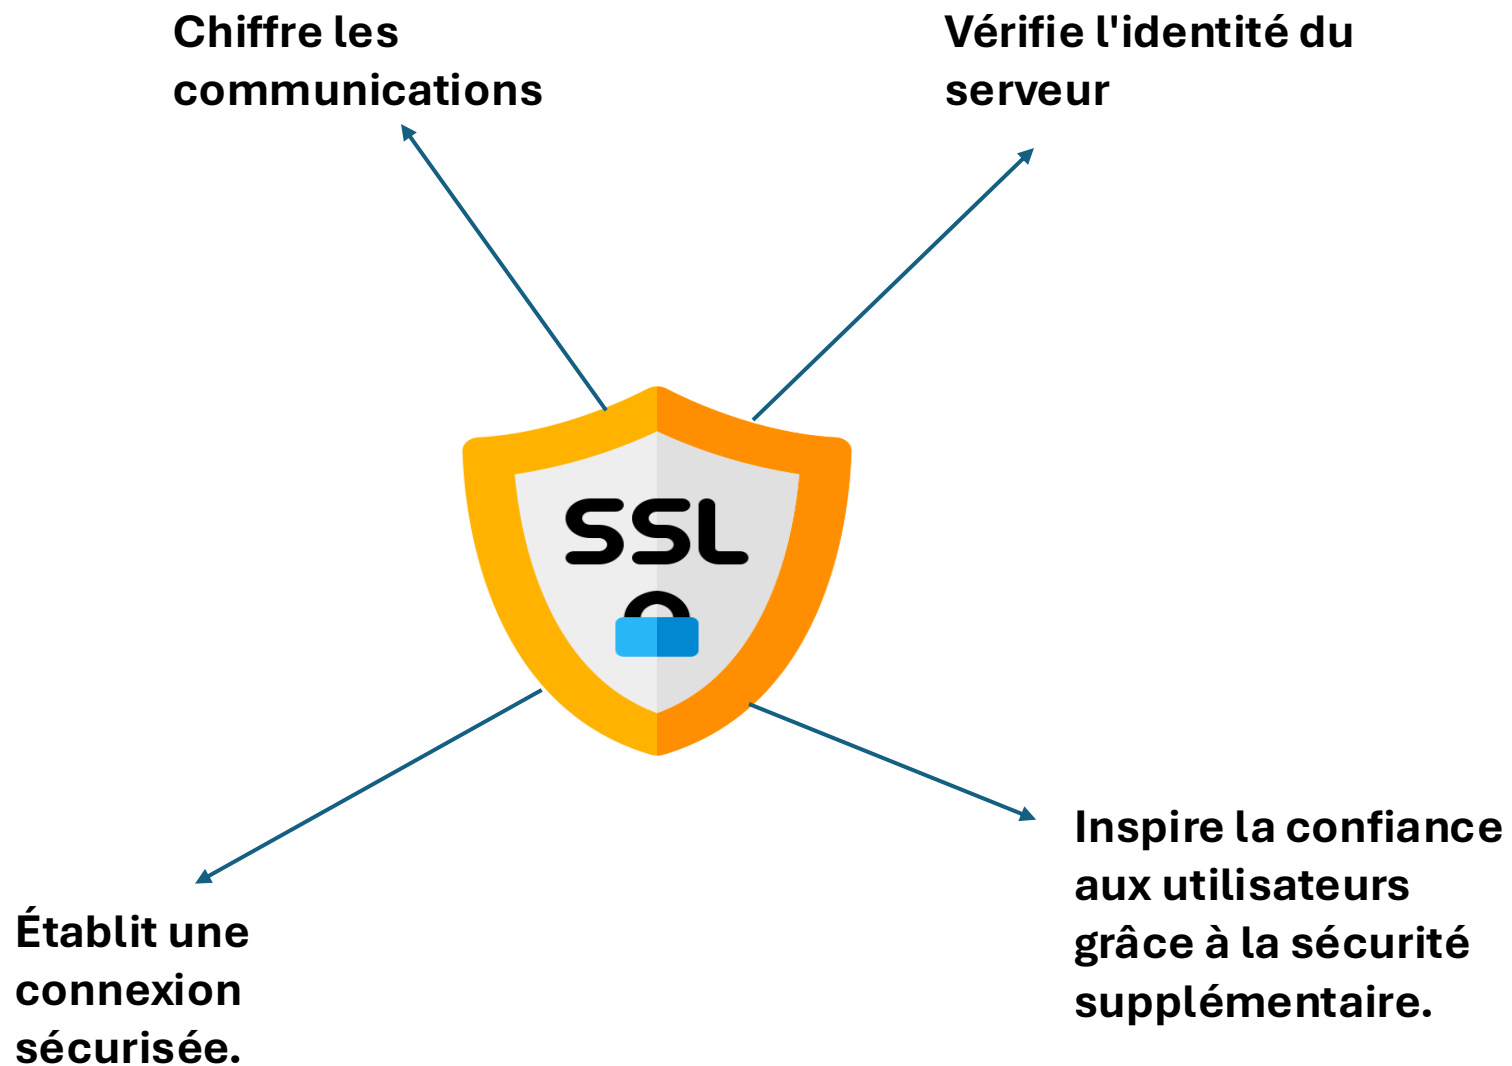 Chiffre les
communications
Vérifie l'identité du
serveur
SSL
Établit une
connexion
sécurisée.
Inspire la confiance
aux utilisateurs
grâce à la sécurité
supplémentaire.